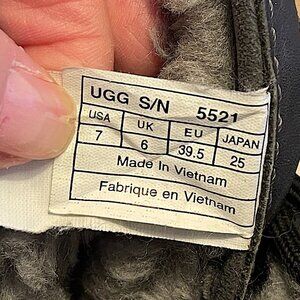 UGG S/N 5521
USA UK EU JAPAN
7 6 39.5 25
Made In Vietnam
Fabrique en Vietnam